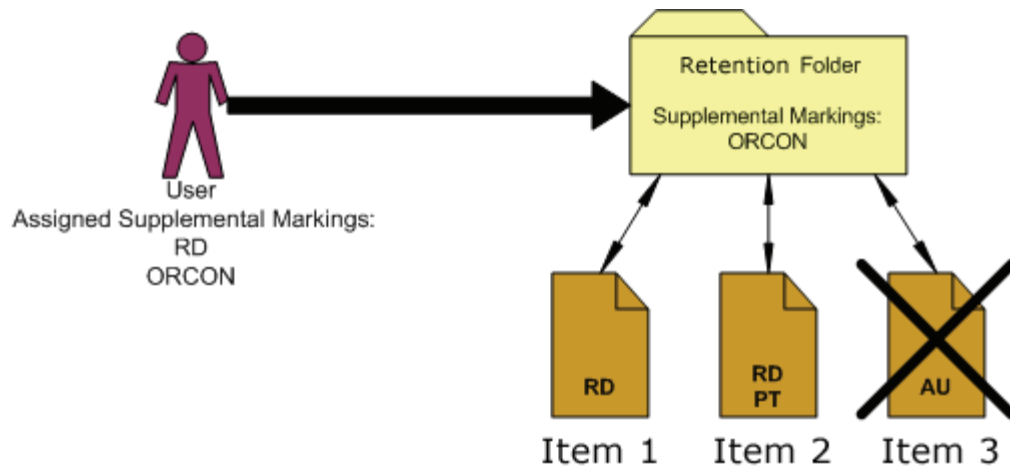 Retention Folder
Supplemental Markings:
ORCON
User
Assigned Supplemental Markings:
RD
ORCON
RD
RD
PT
AU
Item 1
Item 2
Item 3